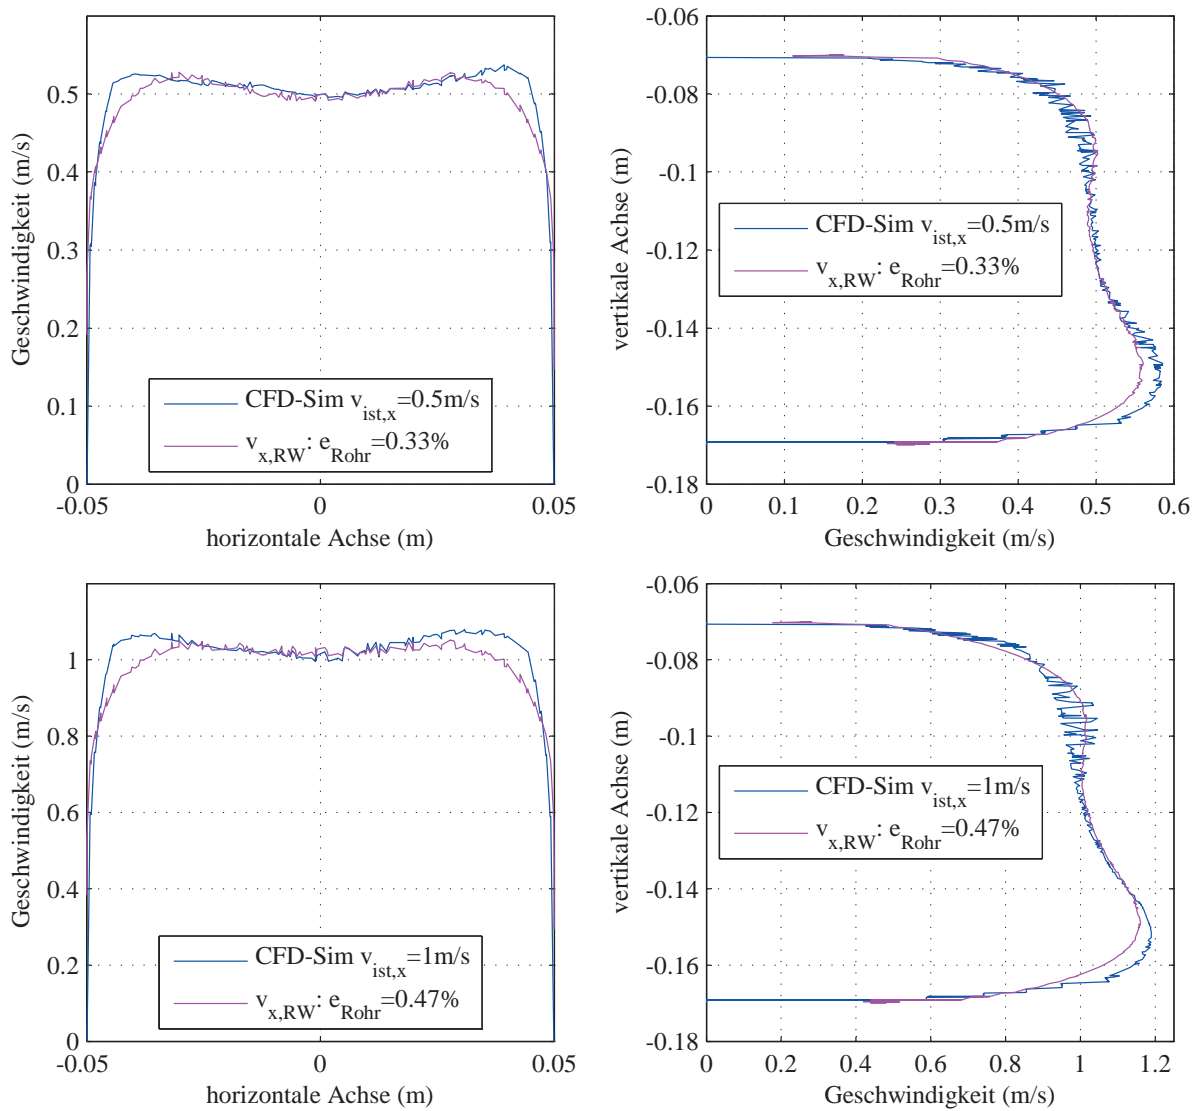 0.5
0.4
0.3
0.2
0.1
0
Geschwindigkeit (m/s)
-0.05
0
0.05
horizontale Achse (m)
CFD-Sim v_ist,x=0.5m/s
v_x,RW: e_Rohr=0.33%
-0.06
-0.08
-0.1
-0.12
-0.14
-0.16
-0.18
vertikale Achse (m)
0
0.1
0.2
0.3
0.4
0.5
0.6
Geschwindigkeit (m/s)
CFD-Sim v_ist,x=0.5m/s
v_x,RW: e_Rohr=0.33%
1
0.8
0.6
0.4
0.2
0
Geschwindigkeit (m/s)
-0.05
0
0.05
horizontale Achse (m)
CFD-Sim v_ist,x=1m/s
v_x,RW: e_Rohr=0.47%
-0.06
-0.08
-0.1
-0.12
-0.14
-0.16
-0.18
vertikale Achse (m)
0
0.2
0.4
0.6
0.8
1
1.2
Geschwindigkeit (m/s)
CFD-Sim v_ist,x=1m/s
v_x,RW: e_Rohr=0.47%